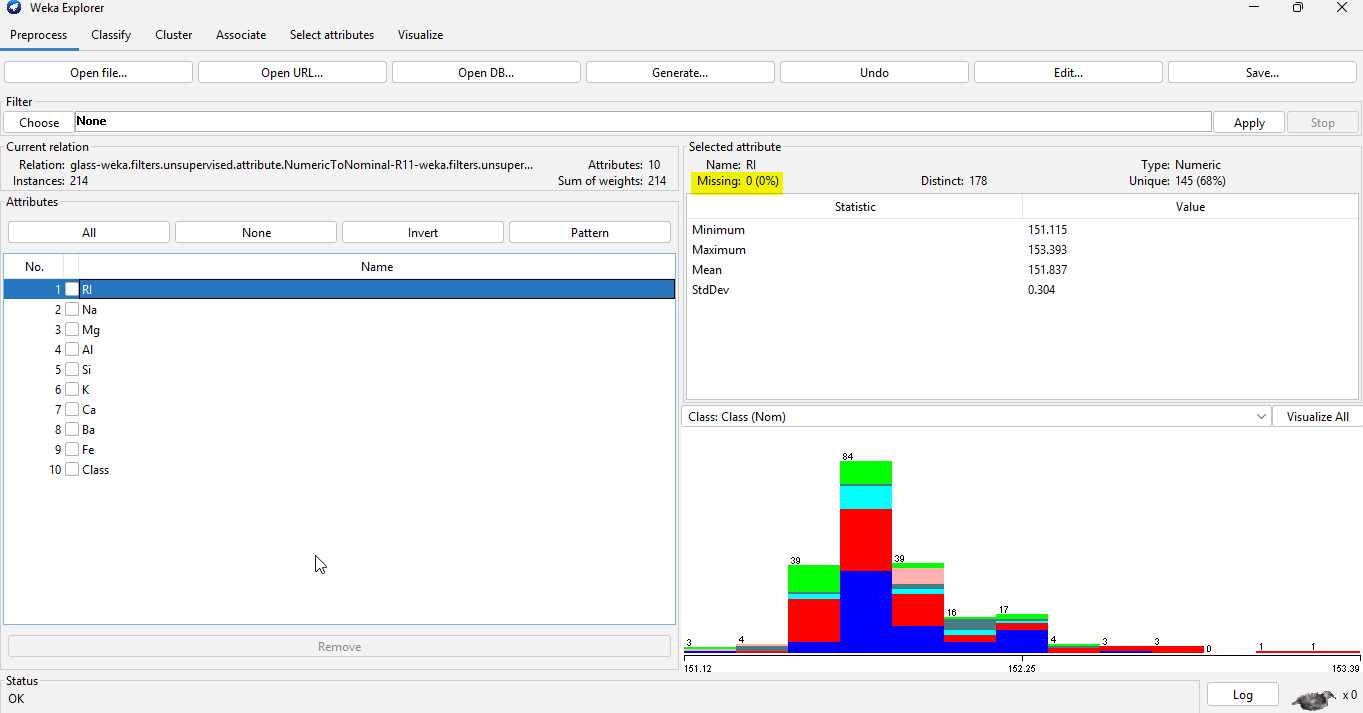 Weka Explorer
Preprocess Classify Cluster Associate Select attributes Visualize
Open file... Open URL... Open DB... Generate... Undo Edit... Save...
Filter
Choose None Apply Stop
Current relation
Relation: glass-weka.filters.unsupervised.attribute.NumericToNominal-R11-weka.filters.unsuper... Attributes: 10
Instances: 214 Sum of weights: 214
Attributes
All None Invert Pattern
No. Name
1 RI
2 Na
3 Mg
4 Al
5 Si
6 K
7 Ca
8 Ba
9 Fe
10 Class
Remove
Selected attribute
Name: RI Type: Numeric
Missing: 0 (0%) Distinct: 178 Unique: 145 (68%)
Statistic Value
Minimum 151.115
Maximum 153.393
Mean 151.837
StdDev 0.304
Class: Class (Nom) Visualize All
3 4 39 84 39 16 17 4 3 3 0 1 1
151.12 152.25 153.39
Status
OK Log x 0